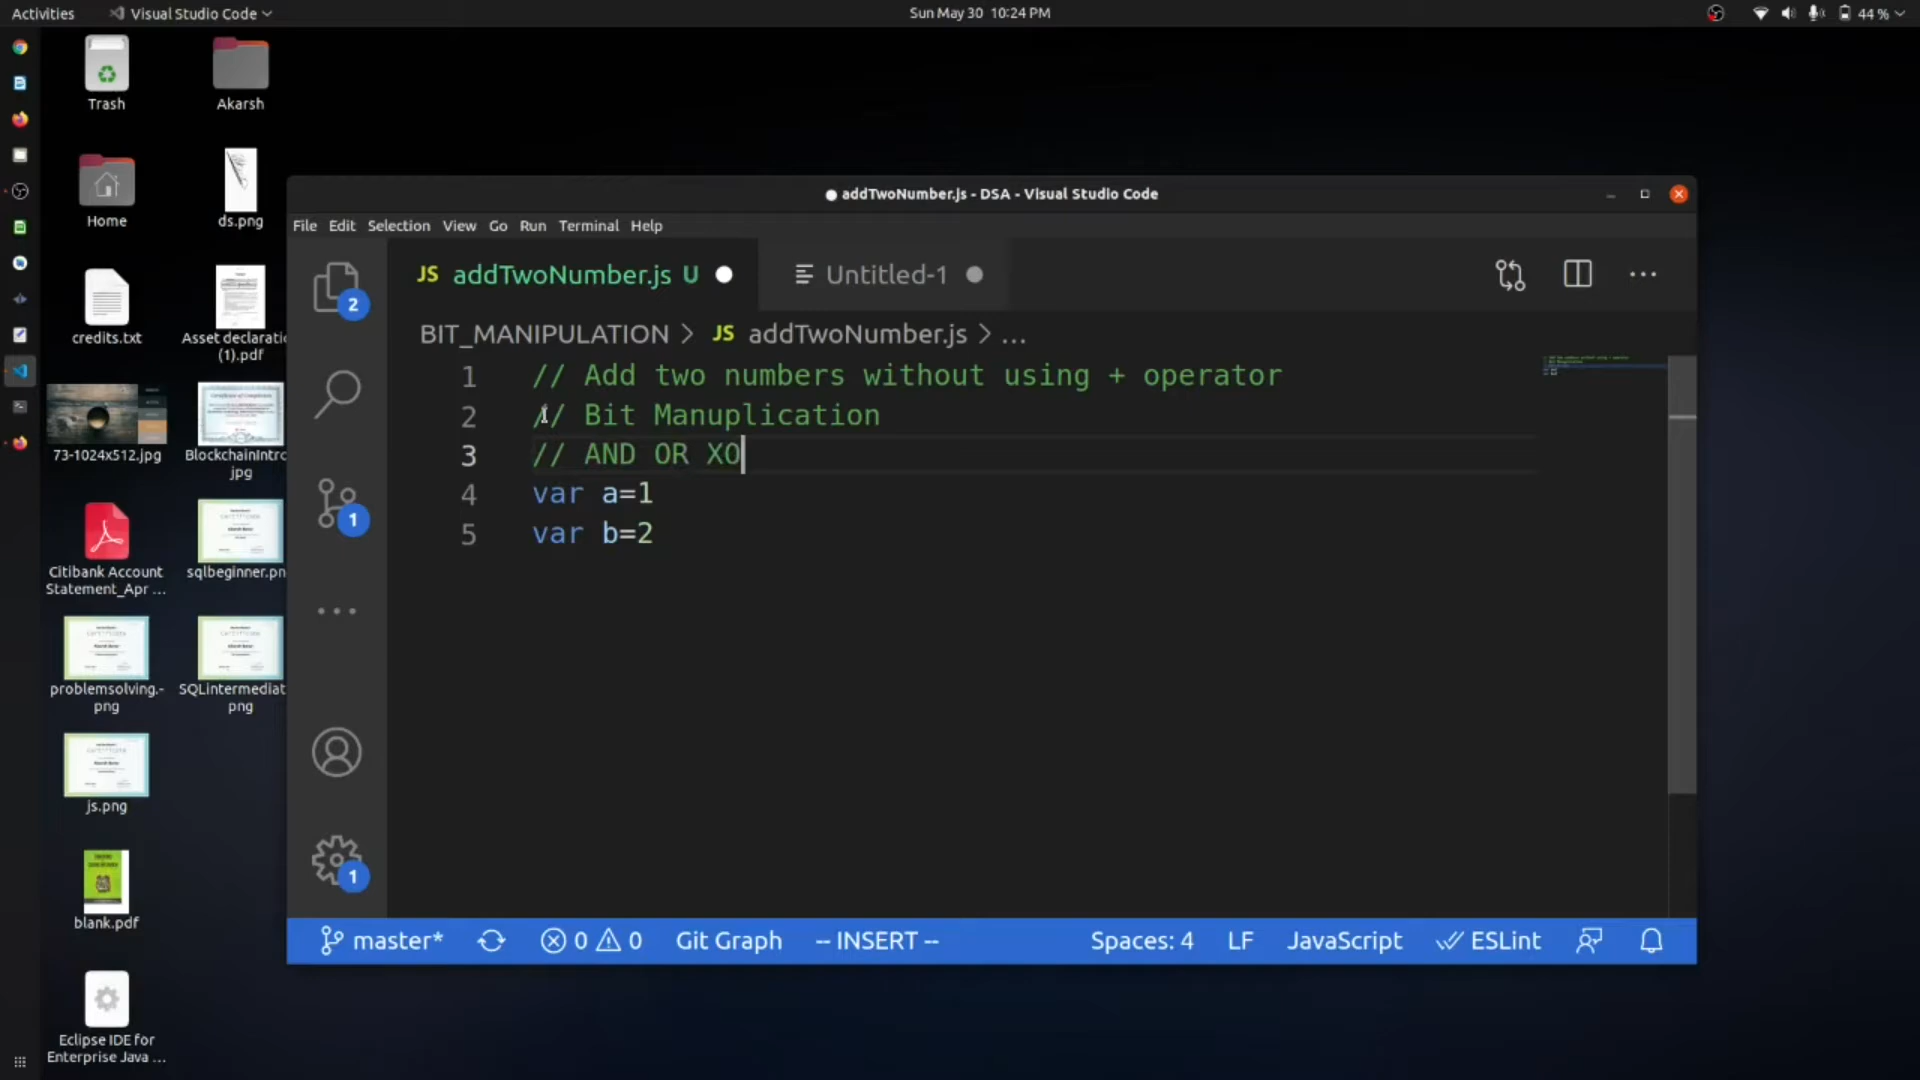 Activities Visual Studio Code Sun May 30 10:24 PM 44 %
Trash
Akarsh
Home
ds.png
credits.txt
Asset declaratio
(1).pdf
73-1024x512.jpg
BlockchainIntro
jpg
Citibank Account
Statement_Apr ...
sqlbeginner.pn
problemsolving.-
png
SQLintermediat
png
js.png
blank.pdf
Eclipse IDE for
Enterprise Java ...
● addTwoNumber.js - DSA - Visual Studio Code
File Edit Selection View Go Run Terminal Help
JS addTwoNumber.js U ● Untitled-1 ●
BIT_MANIPULATION > JS addTwoNumber.js > ...
1 // Add two numbers without using + operator
2 // Bit Manuplication
3 // AND OR XO
4 var a=1
5 var b=2
2
1
1
master* 0 0 Git Graph -- INSERT -- Spaces: 4 LF JavaScript ESLint